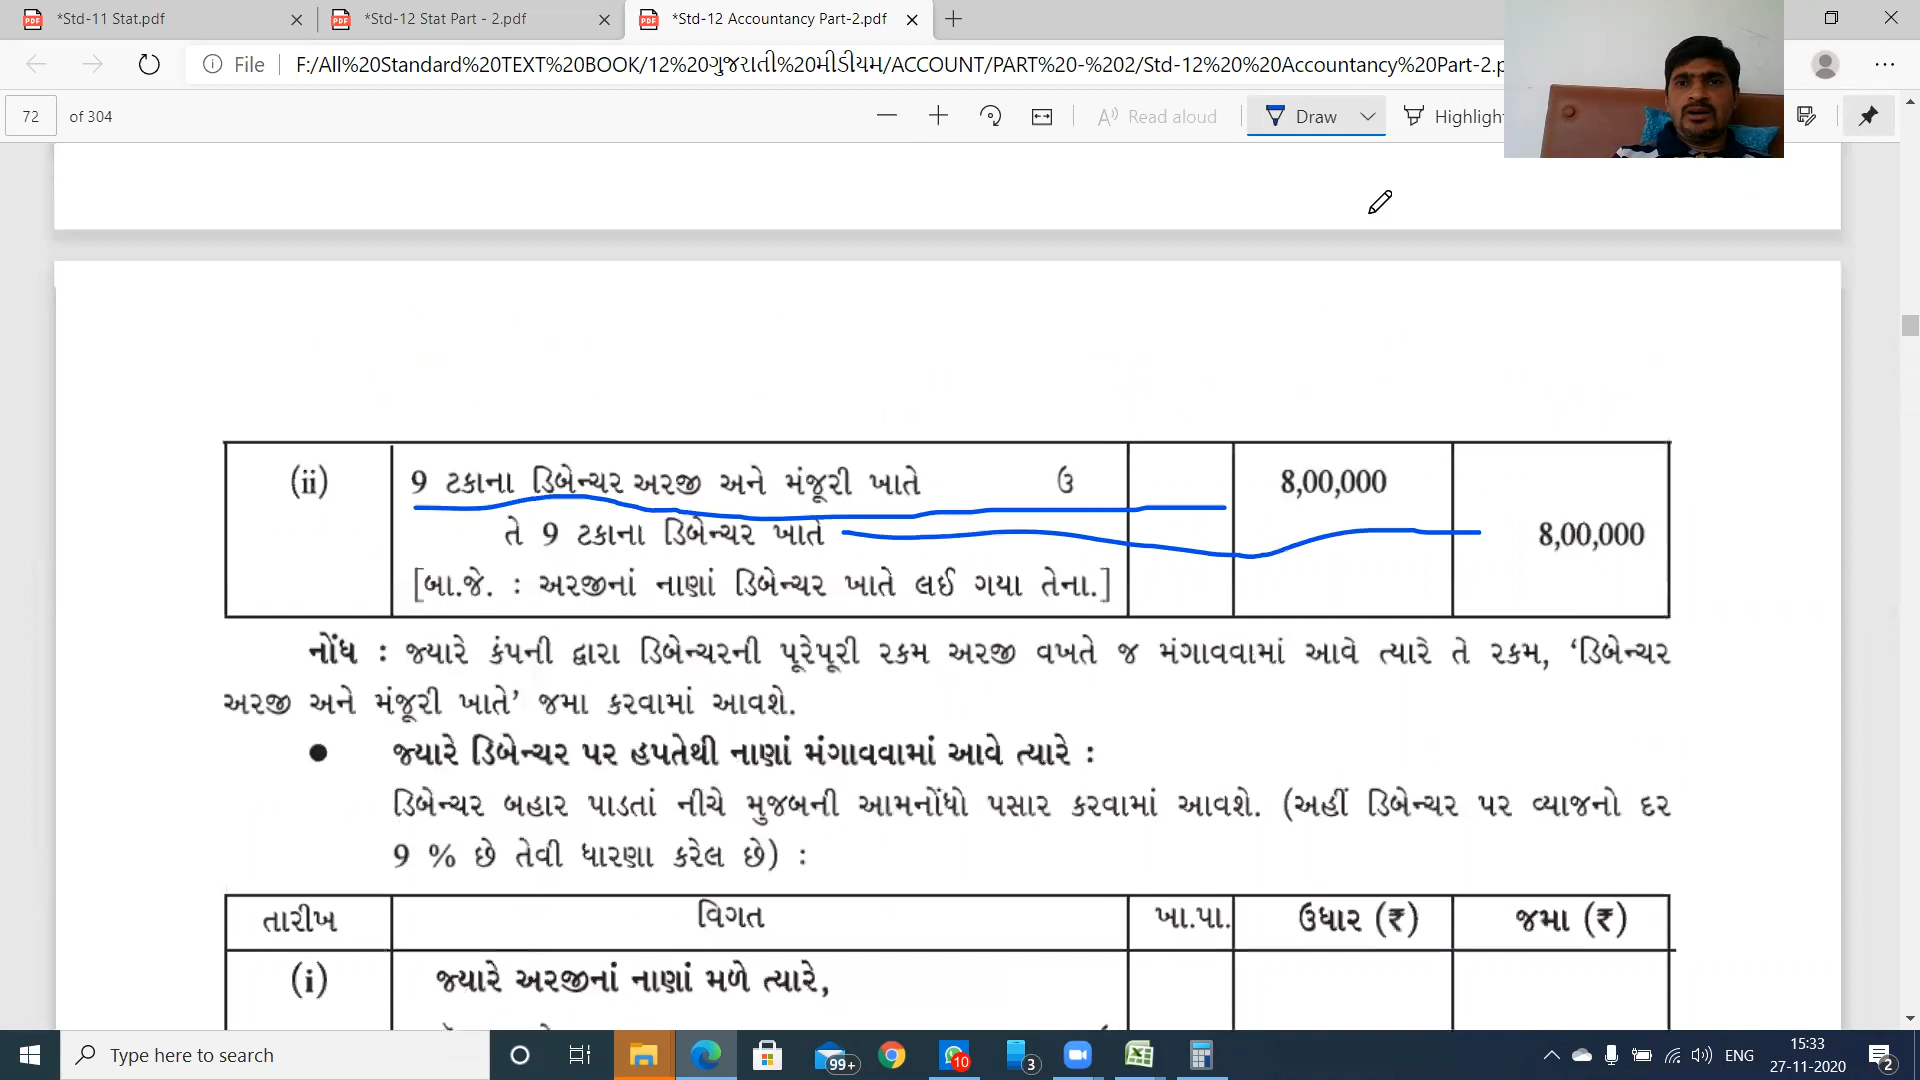 *Std-11 Stat.pdf
*Std-12 Stat Part - 2.pdf
*Std-12 Accountancy Part-2.pdf
File
F:/All%20Standard%20TEXT%20BOOK/12%20ગુજરાતી%20મીડીયમ/ACCOUNT/PART%20-%202/Std-12%20%20Accountancy%20Part-2.p
72 of 304
Read aloud
Draw
Highlight
(ii) 9 ટકાના ડિબેન્ચર અરજી અને મંજૂરી ખાતે ઉ 8,00,000
તે 9 ટકાના ડિબેન્ચર ખાતે 8,00,000
[બા.જે. : અરજીનાં નાણાં ડિબેન્ચર ખાતે લઈ ગયા તેના.]
નોંધ : જ્યારે કંપની દ્વારા ડિબેન્ચરની પૂરેપૂરી રકમ અરજી વખતે જ મંગાવવામાં આવે ત્યારે તે રકમ, ‘ડિબેન્ચર
અરજી અને મંજૂરી ખાતે’ જમા કરવામાં આવશે.
● જ્યારે ડિબેન્ચર પર હપતેથી નાણાં મંગાવવામાં આવે ત્યારે :
ડિબેન્ચર બહાર પાડતાં નીચે મુજબની આમનોંધો પસાર કરવામાં આવશે. (અહીં ડિબેન્ચર પર વ્યાજનો દર
9 % છે તેવી ધારણા કરેલ છે) :
તારીખ વિગત ખા.પા. ઉધાર (₹) જમા (₹)
(i) જ્યારે અરજીનાં નાણાં મળે ત્યારે,
Type here to search
99+
10
3
ENG
15:33
27-11-2020
2